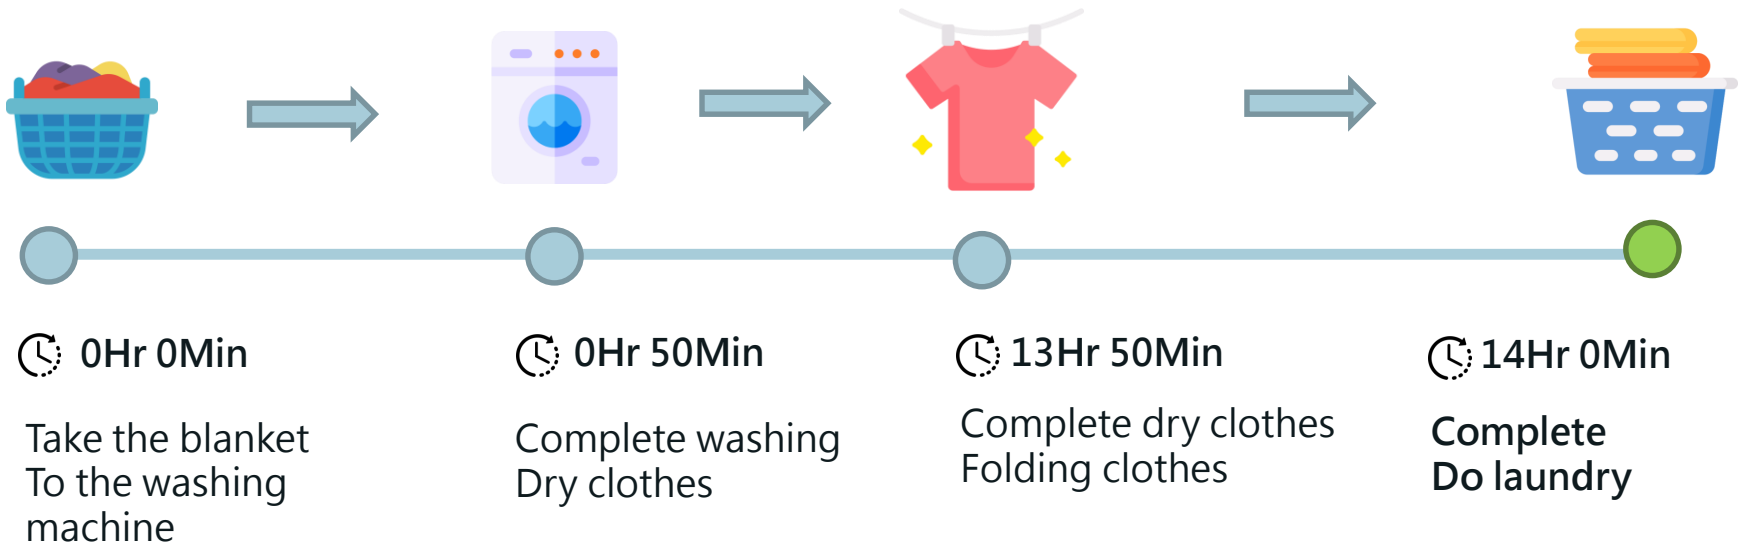 0Hr 0Min
Take the blanket
To the washing
machine
0Hr 50Min
Complete washing
Dry clothes
13Hr 50Min
Complete dry clothes
Folding clothes
14Hr 0Min
Complete
Do laundry